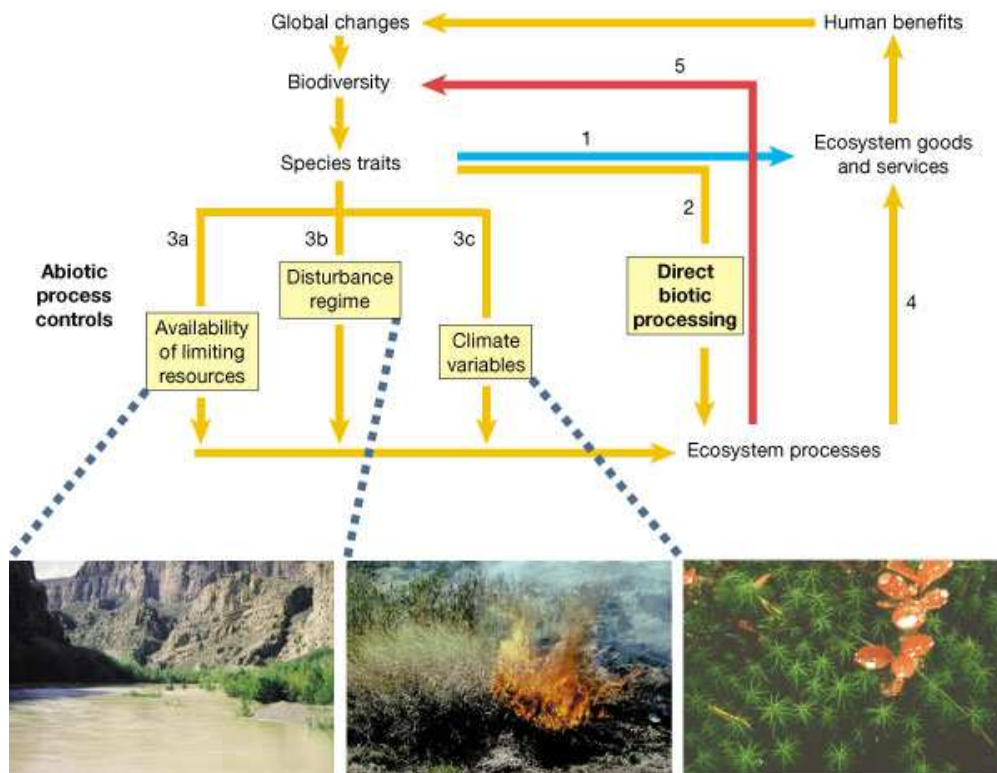 Global changes
Human benefits
Biodiversity
5
Species traits
1
Ecosystem goods
and services
2
3a
3b
3c
Abiotic
process
controls
Disturbance
regime
Direct
biotic
processing
4
Availability
of limiting
resources
Climate
variables
Ecosystem processes